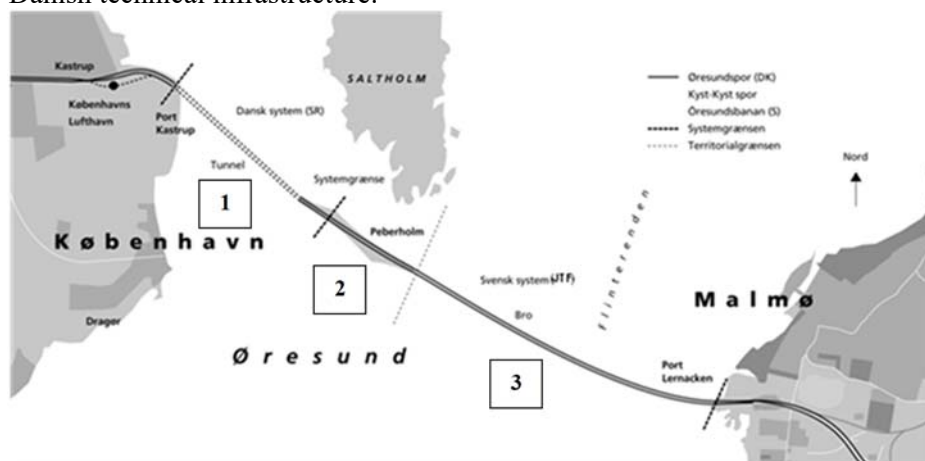 Danish technical infrastructure.
Kastrup
Københavns
Lufthavn
Port
Kastrup
Dansk system (SR)
SALTHOLM
Øresundspor (DK)
Kyst-Kyst spor
Öresundsbanan (S)
Systemgrænsen
Territorialgrænsen
Nord
Tunnel
1
Systemgrænse
København
Peberholm
2
Svensk system (JTF)
Flinterenden
Malmø
Bro
Dragør
Øresund
3
Port
Lernacken